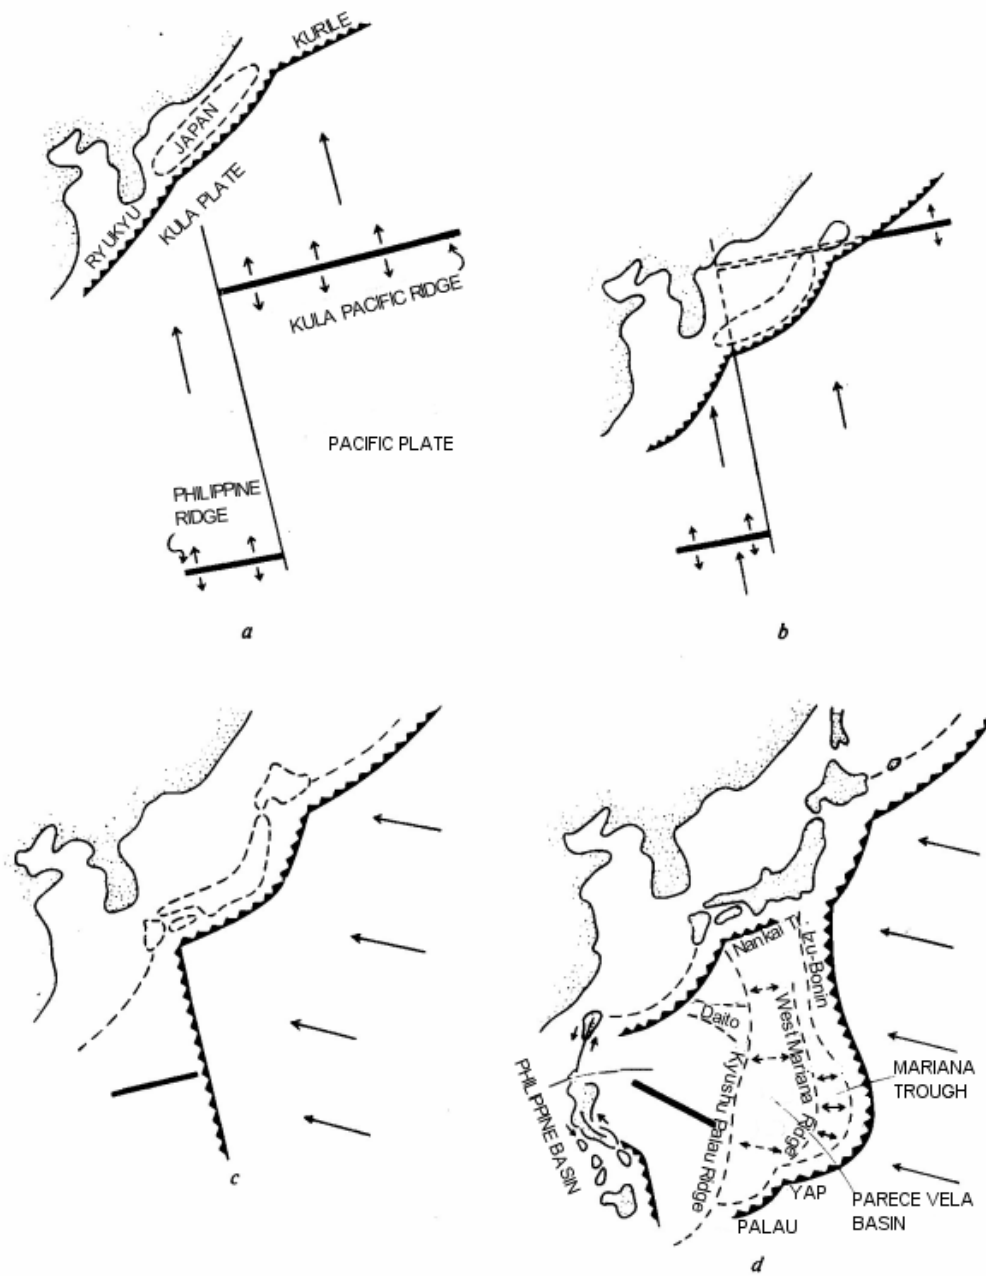 KURILE
JAPAN
RYUKYU
KULA PLATE
KULA PACIFIC RIDGE
PACIFIC PLATE
PHILIPPINE
RIDGE
a
b
c
Nankai Tr.
Izu-Bonin
Daito
West Mariana Ridge
Kyushu Palau Ridge
MARIANA
TROUGH
PHILIPPINE BASIN
YAP
PARECE VELA
BASIN
PALAU
d